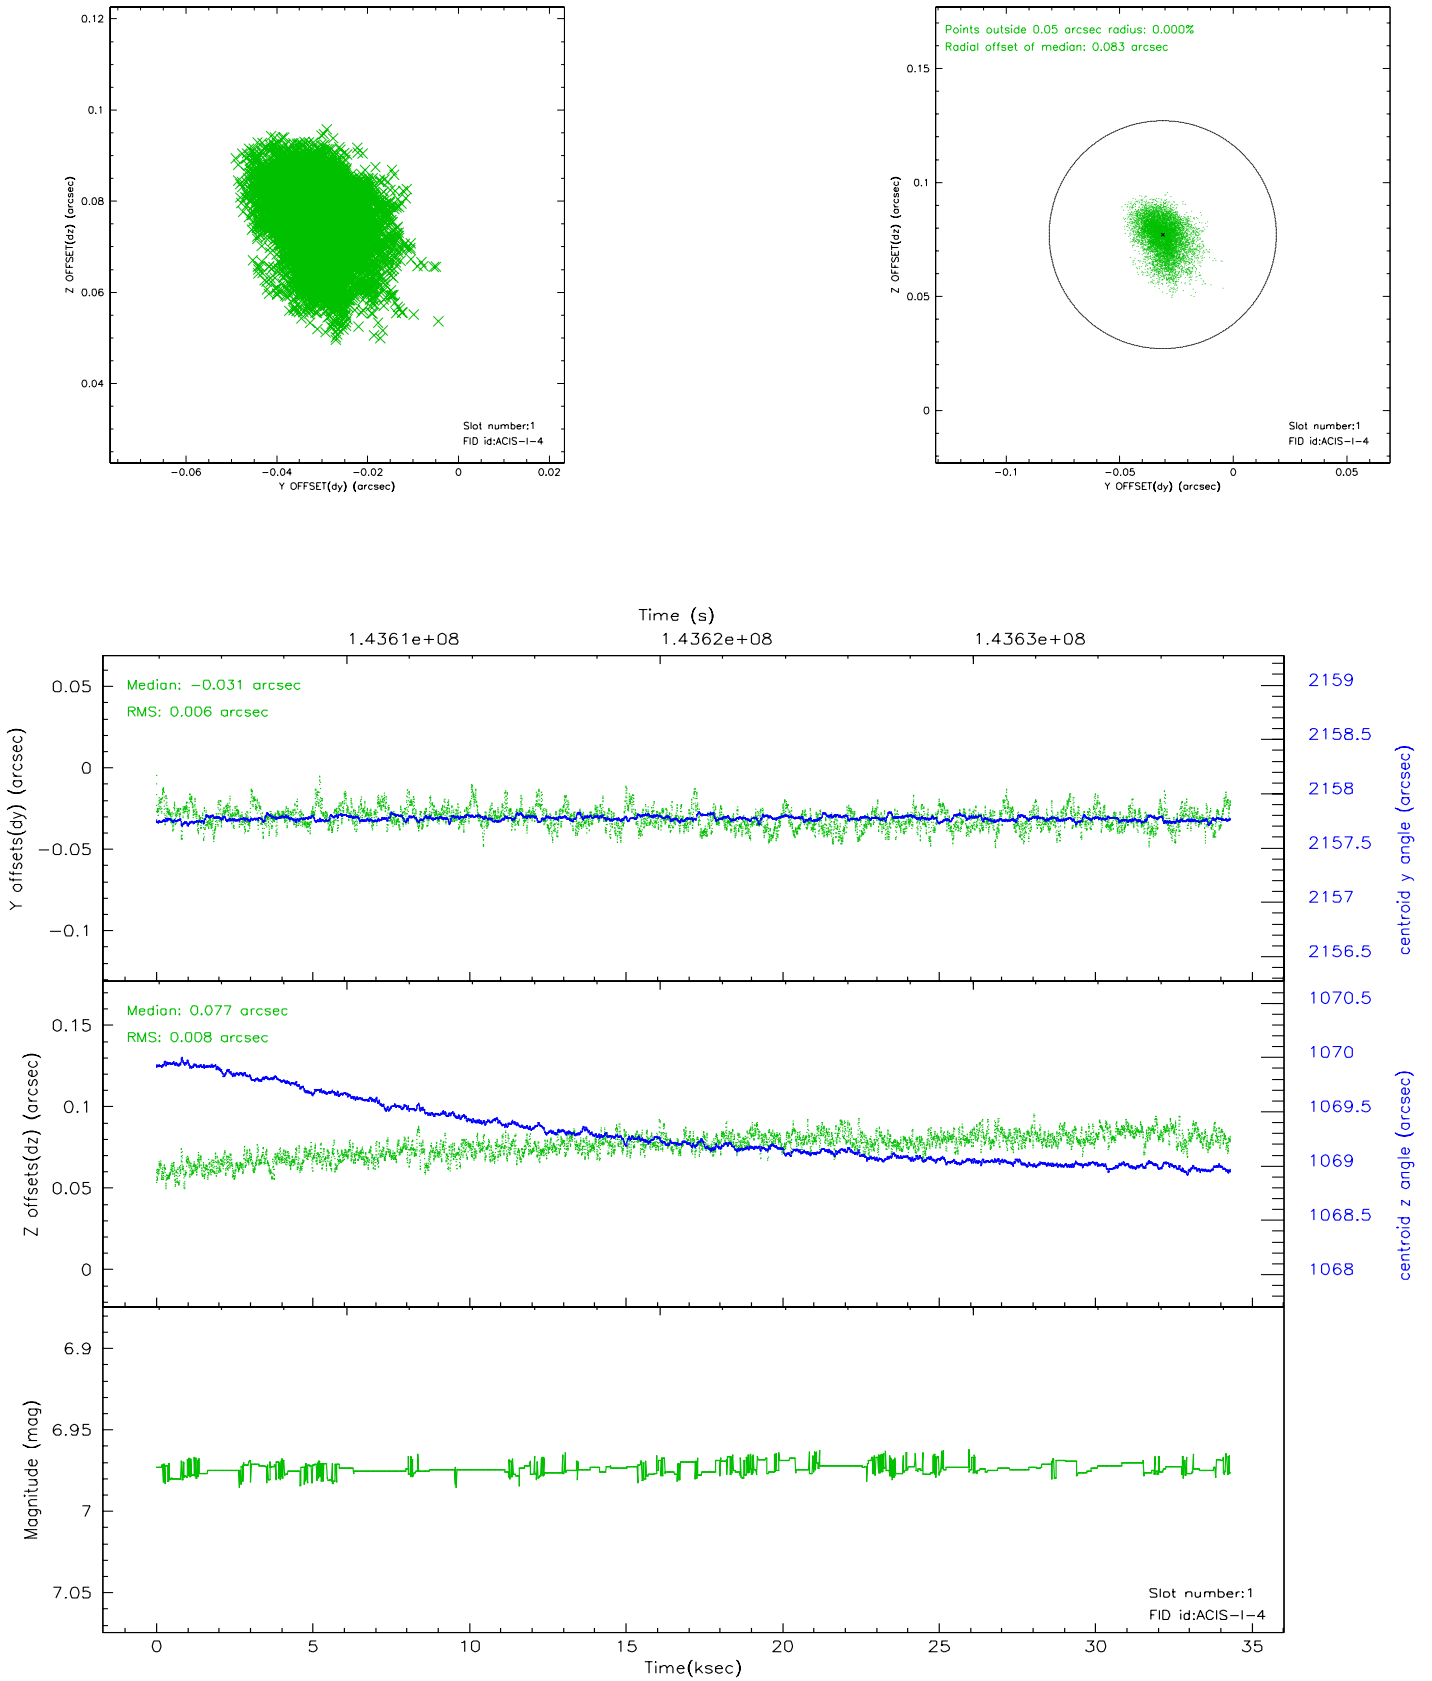 0.12
0.1
0.08
0.06
0.04
Z OFFSET(dz) (arcsec)
Slot number:1
FID id:ACIS-I-4
-0.06 -0.04 -0.02 0 0.02
Y OFFSET(dy) (arcsec)
Points outside 0.05 arcsec radius: 0.000%
Radial offset of median: 0.083 arcsec
0.15
0.1
0.05
0
Z OFFSET(dz) (arcsec)
Slot number:1
FID id:ACIS-I-4
-0.1 -0.05 0 0.05
Y OFFSET(dy) (arcsec)
Time (s)
1.4361e+08 1.4362e+08 1.4363e+08
Median: -0.031 arcsec
RMS: 0.006 arcsec
0.05
0
-0.05
-0.1
Y offsets(dy) (arcsec)
2159
2158.5
2158
2157.5
2157
2156.5
centroid y angle (arcsec)
Median: 0.077 arcsec
RMS: 0.008 arcsec
0.15
0.1
0.05
0
Z offsets(dz) (arcsec)
1070.5
1070
1069.5
1069
1068.5
1068
centroid z angle (arcsec)
6.9
6.95
7
7.05
Magnitude (mag)
Slot number:1
FID id:ACIS-I-4
0 5 10 15 20 25 30 35
Time(ksec)